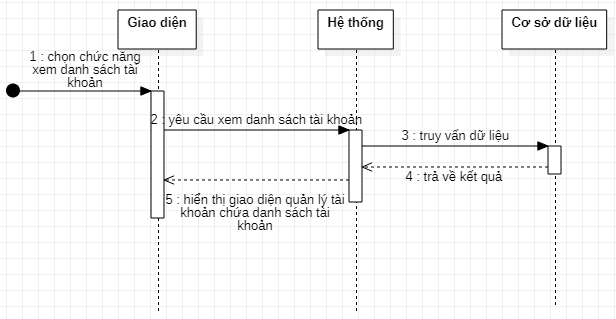 Giao diện
Hệ thống
Cơ sở dữ liệu
1 : chọn chức năng
xem danh sách tài
khoản
2 : yêu cầu xem danh sách tài khoản
3 : truy vấn dữ liệu
4 : trả về kết quả
5 : hiển thị giao diện quản lý tài
khoản chứa danh sách tài
khoản